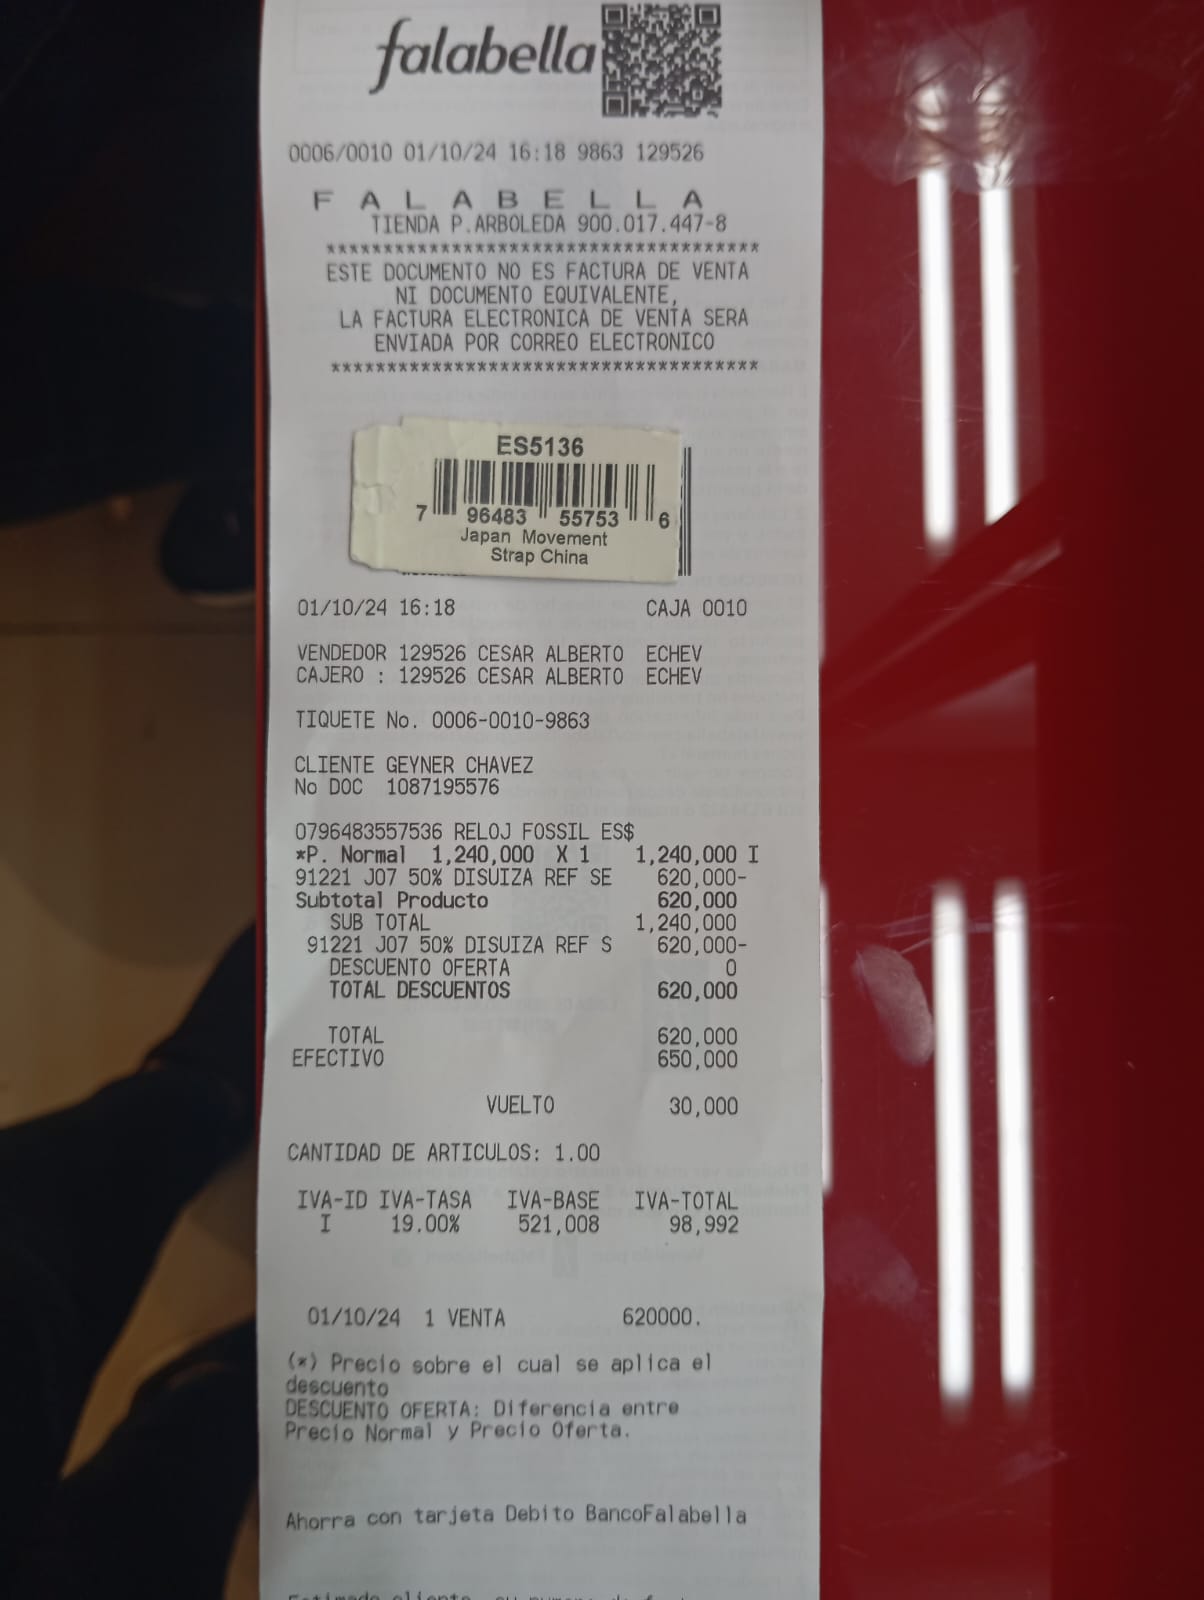 falabella
0006/0010 01/10/24 16:18 9863 129526
F A L A B E L L A
TIENDA P.ARBOLEDA 900.017.447-8
**************************************
ESTE DOCUMENTO NO ES FACTURA DE VENTA
NI DOCUMENTO EQUIVALENTE,
LA FACTURA ELECTRONICA DE VENTA SERA
ENVIADA POR CORREO ELECTRONICO
**************************************
ES5136
7 96483 55753 6
Japan Movement
Strap China
01/10/24 16:18 CAJA 0010
VENDEDOR 129526 CESAR ALBERTO ECHEV
CAJERO : 129526 CESAR ALBERTO ECHEV
TIQUETE No. 0006-0010-9863
CLIENTE GEYNER CHAVEZ
No DOC 1087195576
0796483557536 RELOJ FOSSIL ES$
*P. Normal 1,240,000 X 1 1,240,000 I
91221 J07 50% DISUIZA REF SE 620,000-
Subtotal Producto 620,000
SUB TOTAL 1,240,000
91221 J07 50% DISUIZA REF S 620,000-
DESCUENTO OFERTA 0
TOTAL DESCUENTOS 620,000
TOTAL 620,000
EFECTIVO 650,000
VUELTO 30,000
CANTIDAD DE ARTICULOS: 1.00
IVA-ID IVA-TASA IVA-BASE IVA-TOTAL
I 19.00% 521,008 98,992
01/10/24 1 VENTA 620000.
(*) Precio sobre el cual se aplica el
descuento
DESCUENTO OFERTA: Diferencia entre
Precio Normal y Precio Oferta.
Ahorra con tarjeta Debito BancoFalabella